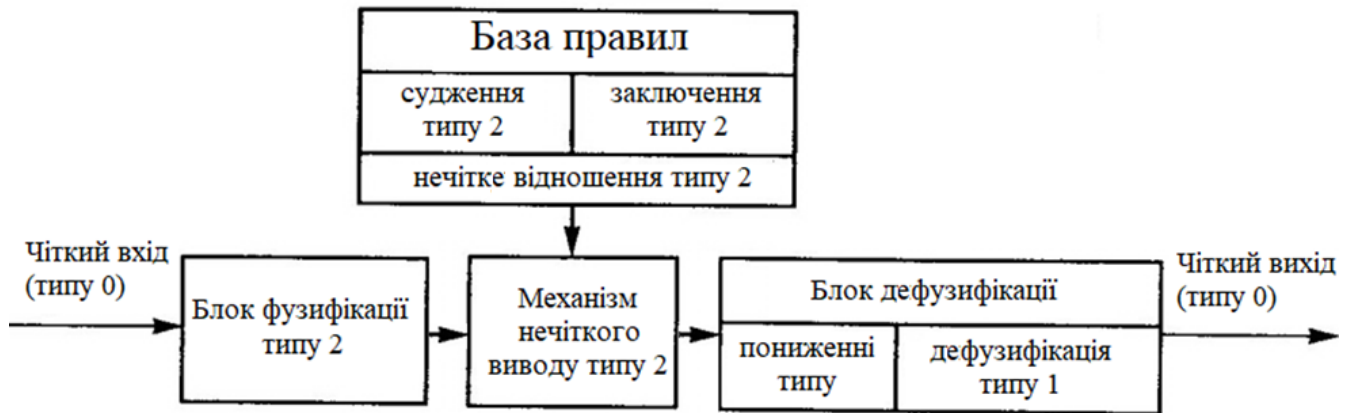 База правил
судження
типу 2
заключення
типу 2
нечітке відношення типу 2
Чіткий вхід
(типу 0)
Блок фузифікації
типу 2
Механізм
нечіткого
виводу типу 2
Блок дефузифікації
пониженні
типу
дефузифікація
типу 1
Чіткий вихід
(типу 0)